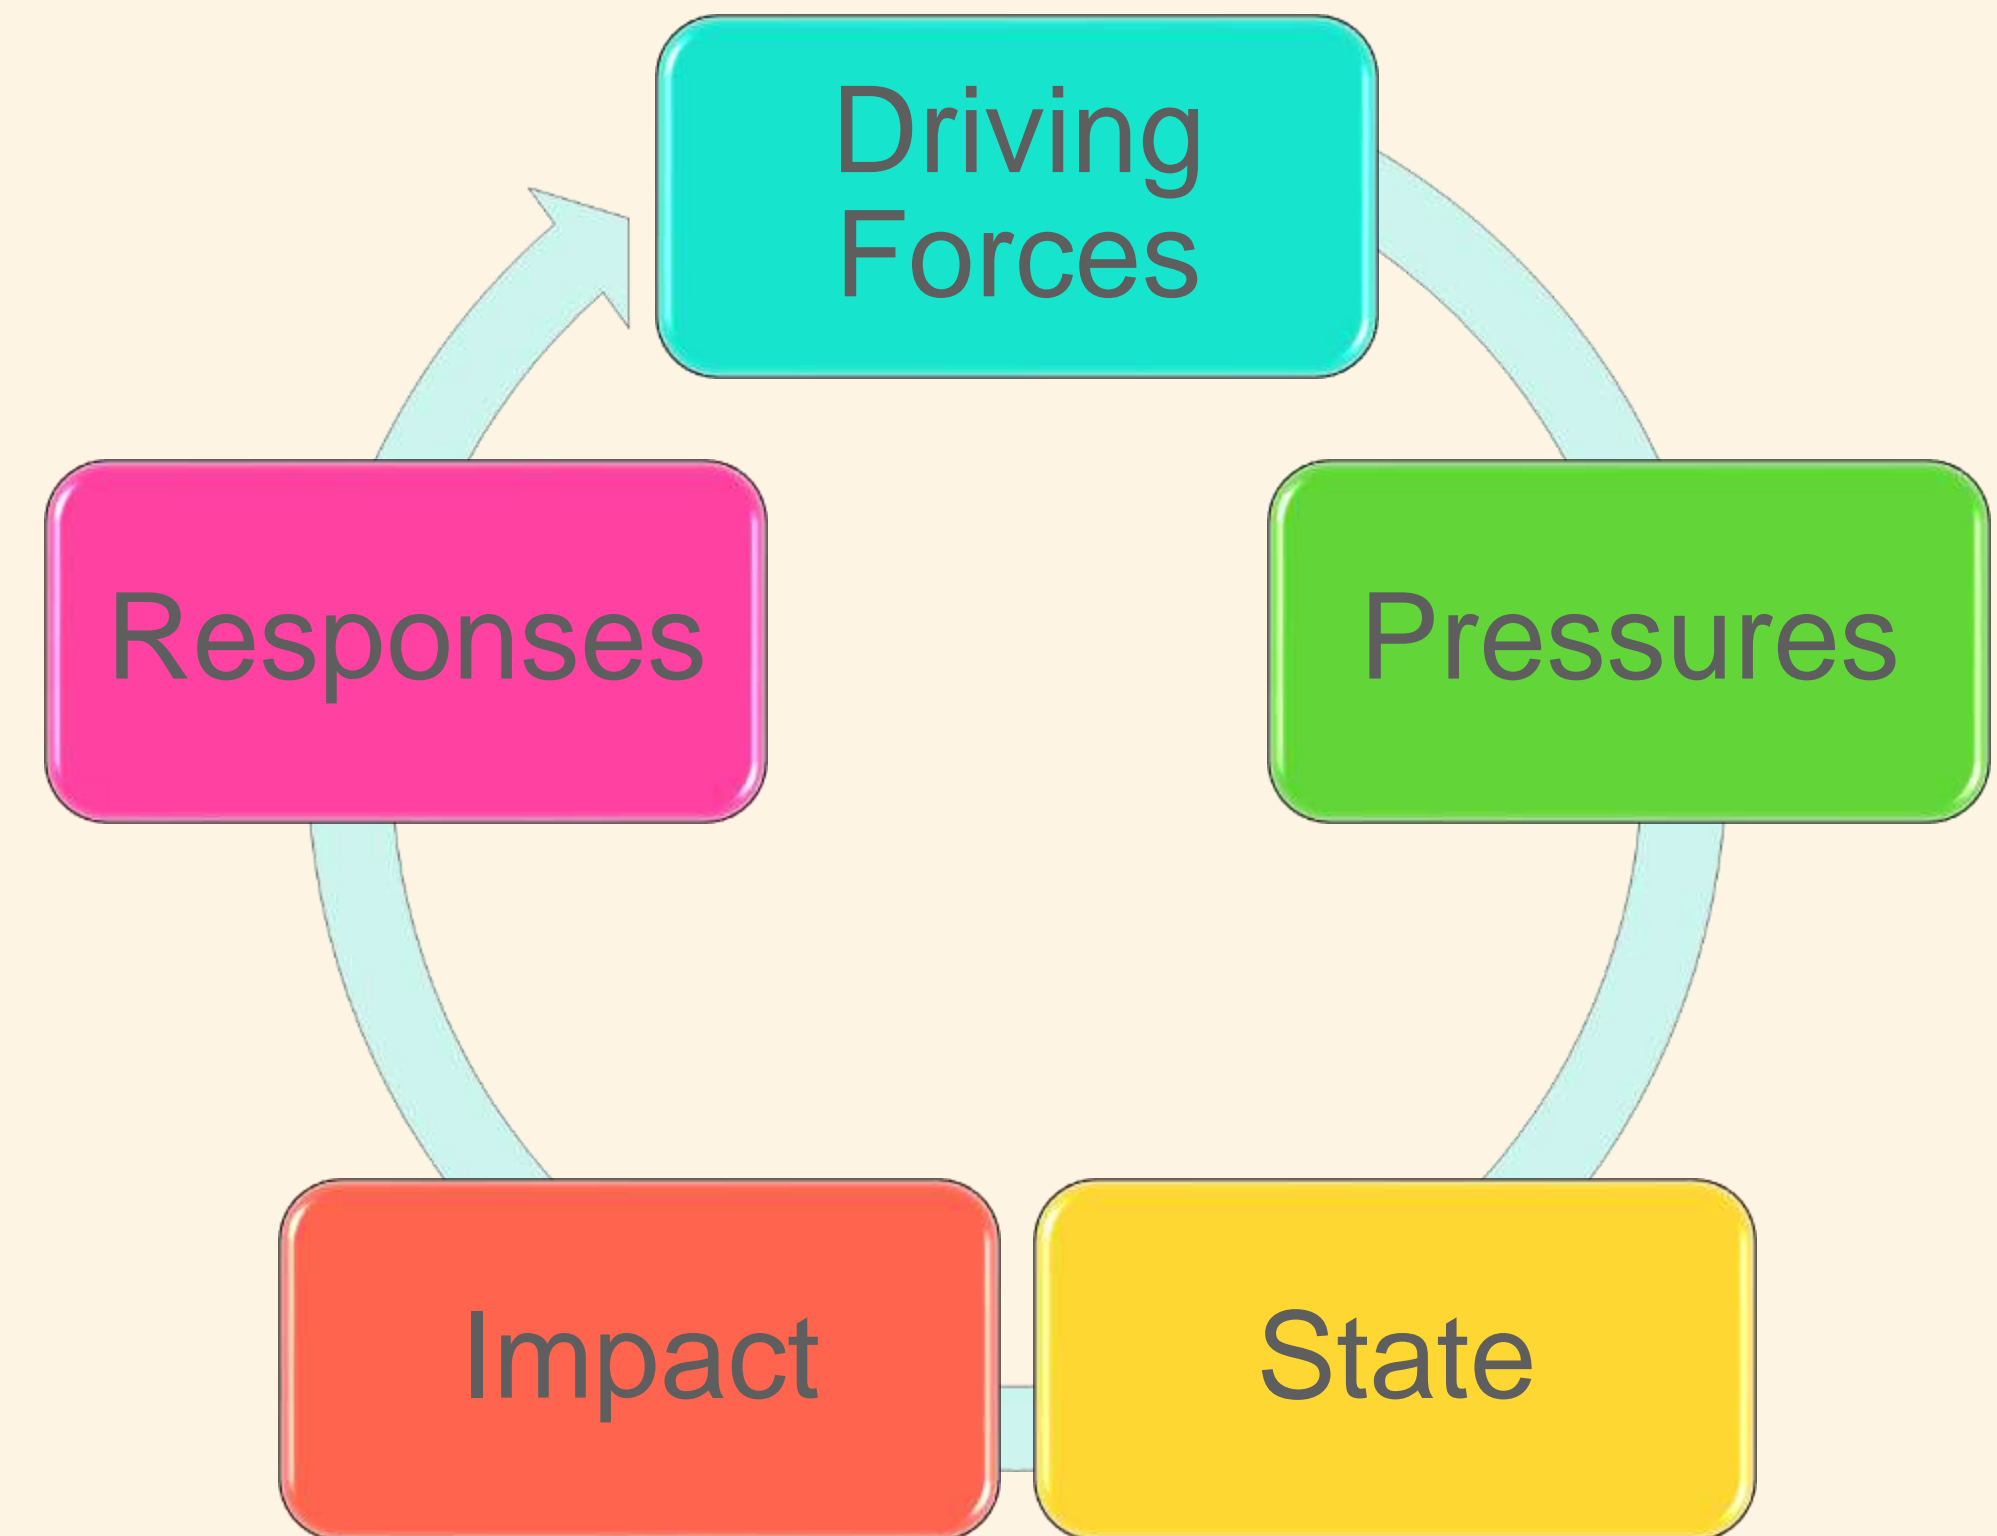 Driving
Forces
Pressures
State
Impact
Responses